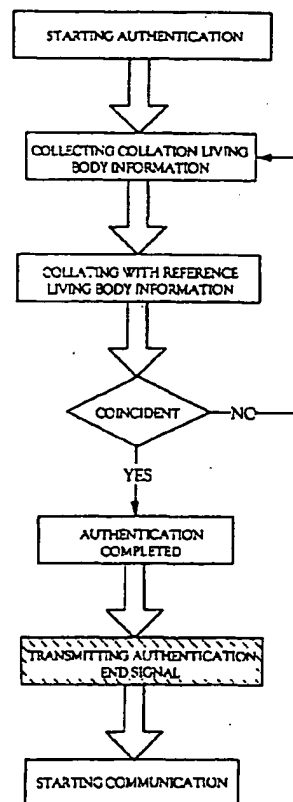 STARTING AUTHENTICATION
COLLECTING COLLATION LIVING
BODY INFORMATION
COLLATING WITH REFERENCE
LIVING BODY INFORMATION
COINCIDENT
NO
YES
AUTHENTICATION
COMPLETED
TRANSMITTING AUTHENTICATION
END SIGNAL
STARTING COMMUNICATION